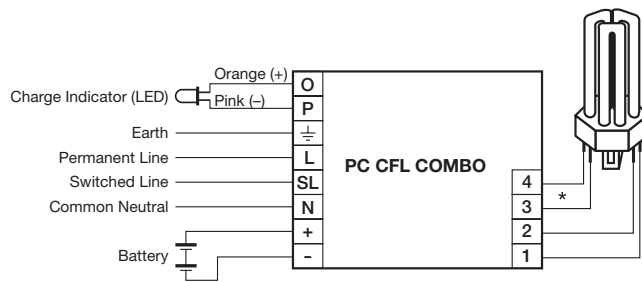 Orange (+)
Charge Indicator (LED)
Pink (–)
Earth
Permanent Line
Switched Line
Common Neutral
Battery
O
P
L
SL
N
+
-
PC CFL COMBO
4
3
2
1
*